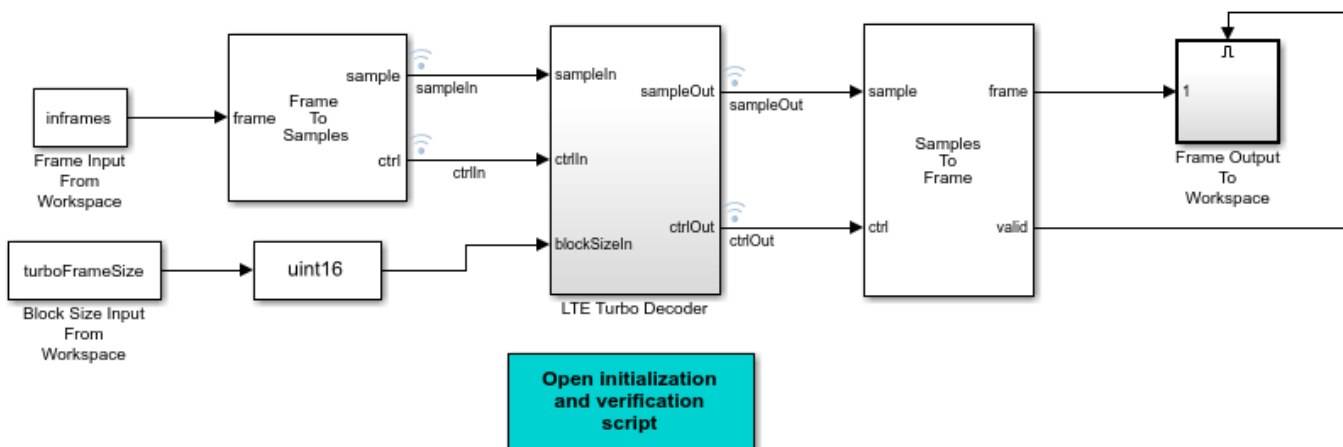 inframes
Frame Input
From
Workspace
frame
Frame
To
Samples
sample
ctrl
sampleIn
ctrlIn
turboFrameSize
Block Size Input
From
Workspace
uint16
sampleIn
ctrlIn
blockSizeIn
sampleOut
ctrlOut
LTE Turbo Decoder
sampleOut
ctrlOut
sample
ctrl
Samples
To
Frame
frame
valid
1
Frame Output
To
Workspace
Open initialization
and verification
script